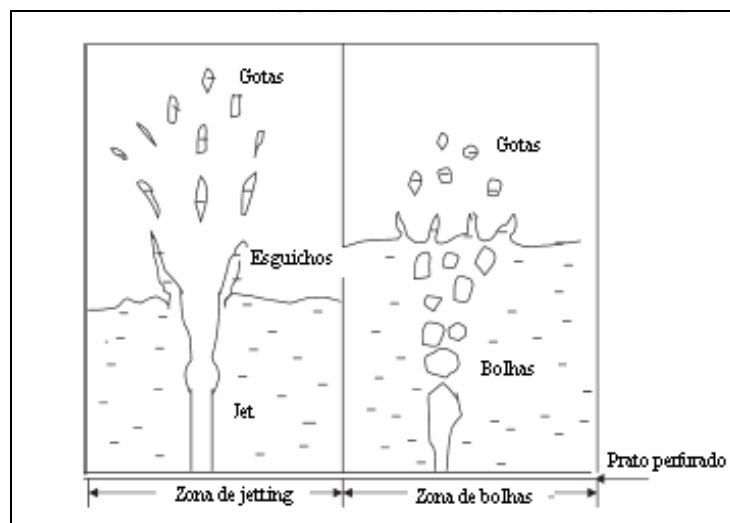 Gotas
Gotas
Esguichos
Bolhas
Jet
Prato perfurado
Zona de jetting
Zona de bolhas